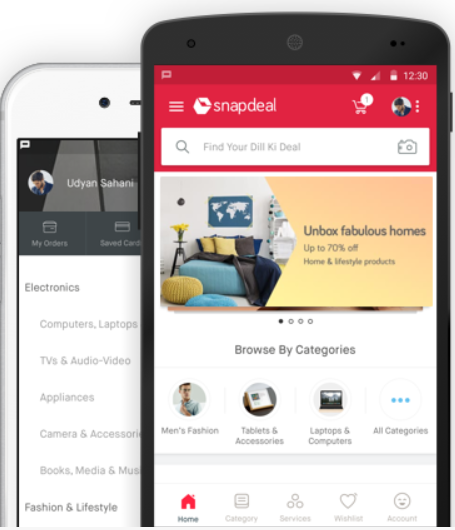 12:30
snapdeal
1
Find Your Dill Ki Deal
Unbox fabulous homes
Up to 70% off
Home & lifestyle products
Browse By Categories
Men's Fashion
Tablets &
Accessories
Laptops &
Computers
All Categories
Home
Category
Services
Wishlist
Account
Udyan Sahani
My Orders
Saved Card
Electronics
Computers, Laptops
TVs & Audio-Video
Appliances
Camera & Accessorie
Books, Media & Mus
Fashion & Lifestyle